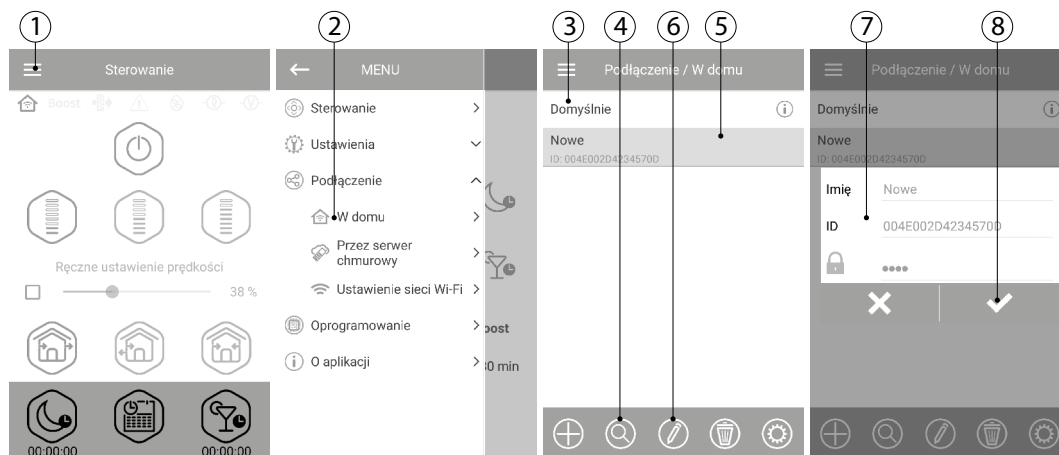 1
2
3
4
6
5
7
8
Sterowanie
Boost
Ręczne ustawienie prędkości
38 %
00:00:00
00:00:00
MENU
Sterowanie
Ustawienia
Podłączenie
W domu
Przez serwer
chmurowy
Ustawienie sieci Wi-Fi
Oprogramowanie
O aplikacji
oost
0 min
Podłączenie / W domu
Domyślnie
Nowe
ID: 004E002D4234570D
Podłączenie / W domu
Domyślnie
Nowe
ID: 004E002D4234570D
Imię
Nowe
ID
004E002D4234570D